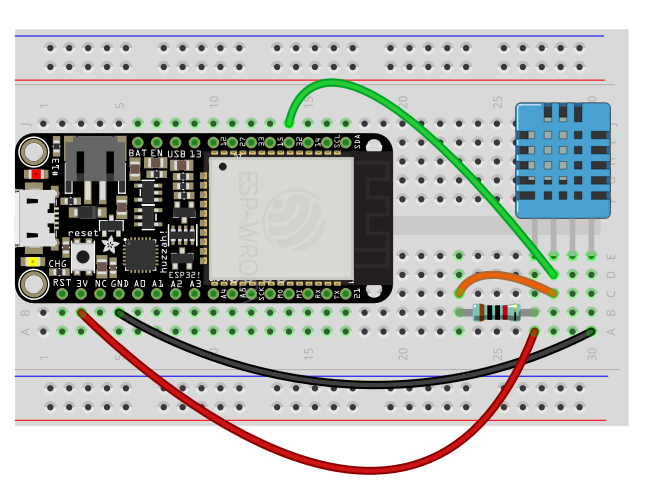 1 5 10 15 20 25 30
J J
BAT EN USB 13 12 27 33 15 32 14 SCL SDA
#13
ESP-WRO
reset
huzzah!
CHG
ESP32!
RST 3V NC GND A0 A1 A2 A3 A4 A5 SCK MO MI RX TX 21
E
D
C
B B
A A
1 5 10 15 20 25 30